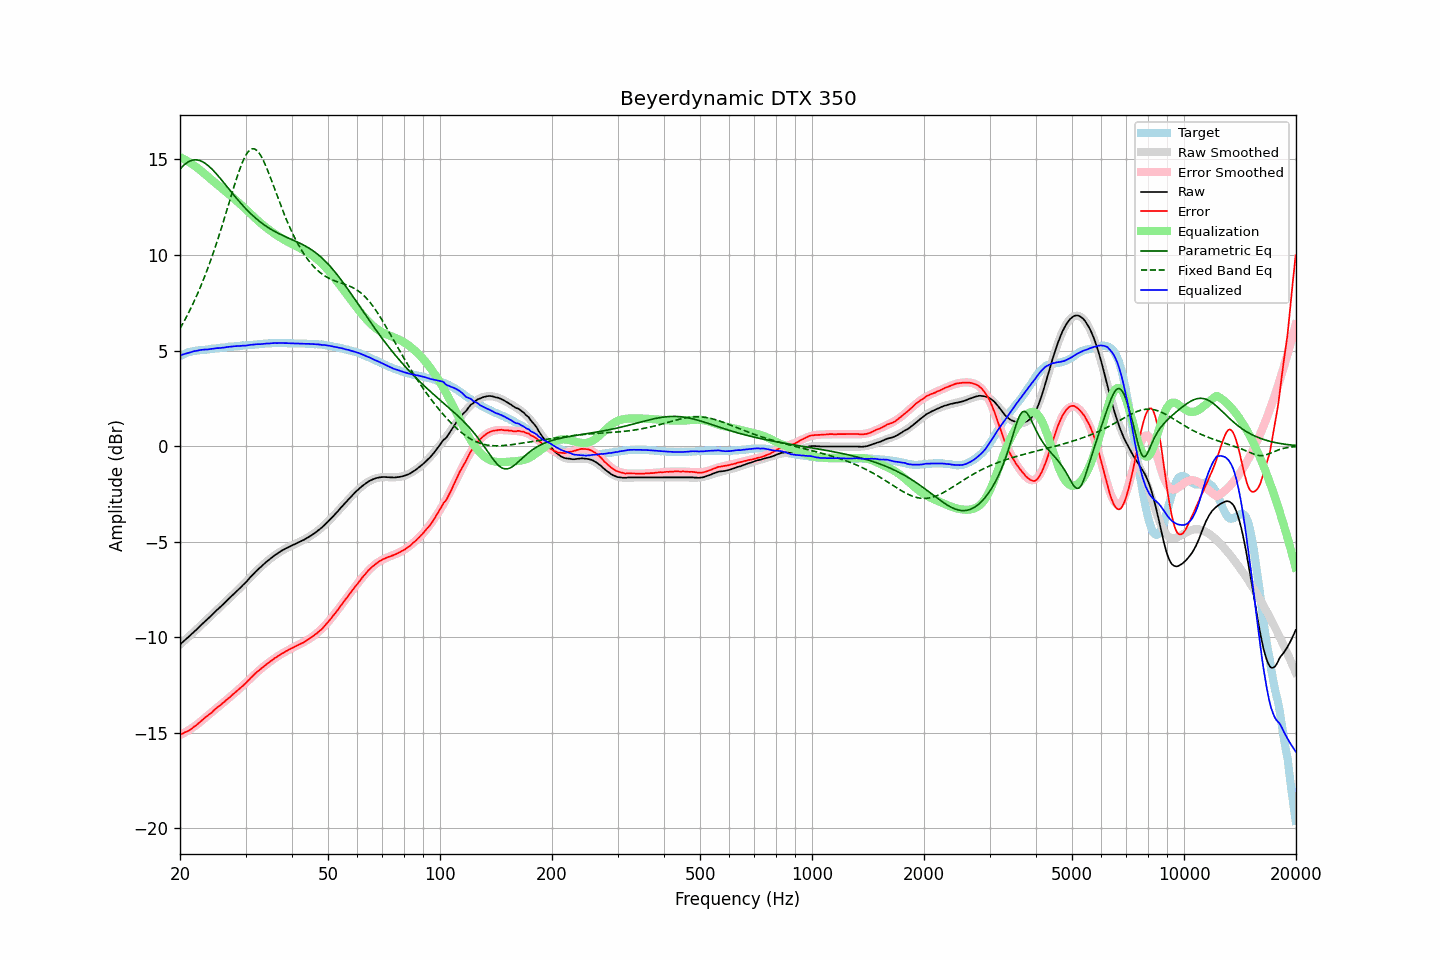 Beyerdynamic DTX 350
Target
Raw Smoothed
Error Smoothed
Raw
Error
Equalization
Parametric Eq
Fixed Band Eq
Equalized
15
10
5
0
−5
−10
−15
−20
Amplitude (dBr)
20 50 100 200 500 1000 2000 5000 10000 20000
Frequency (Hz)